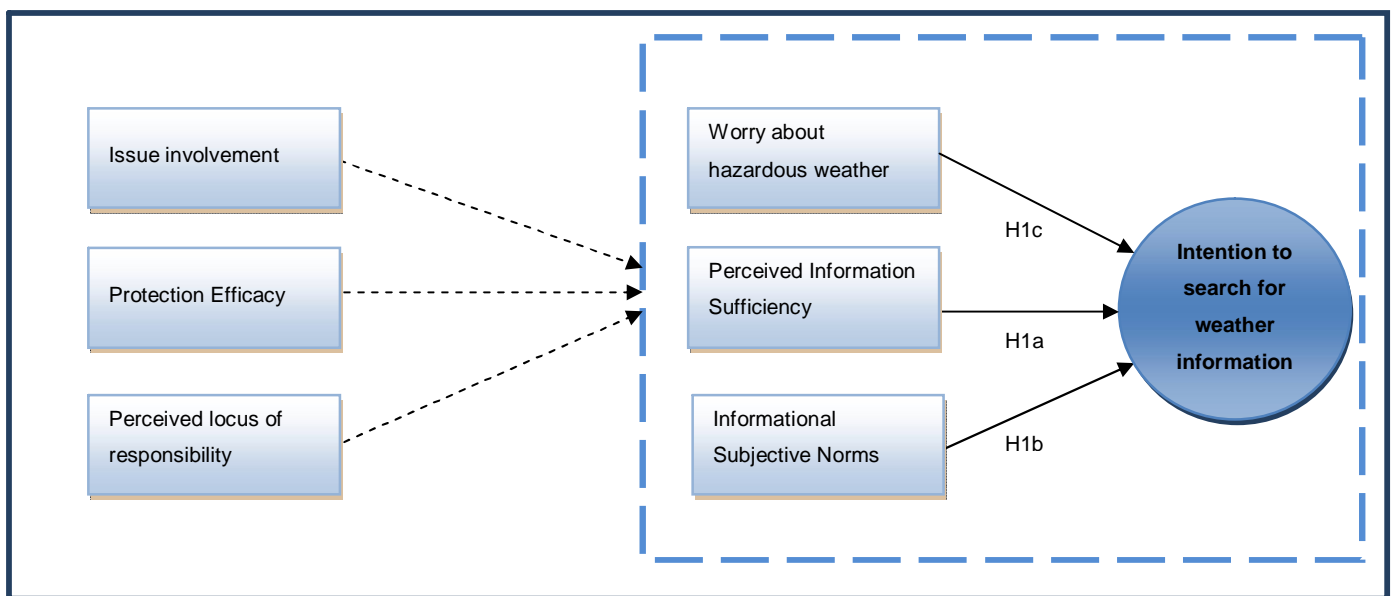 Issue involvement
Protection Efficacy
Perceived locus of
responsibility
Worry about
hazardous weather
H1c
Perceived Information
Sufficiency
H1a
Informational
Subjective Norms
H1b
Intention to
search for
weather
information